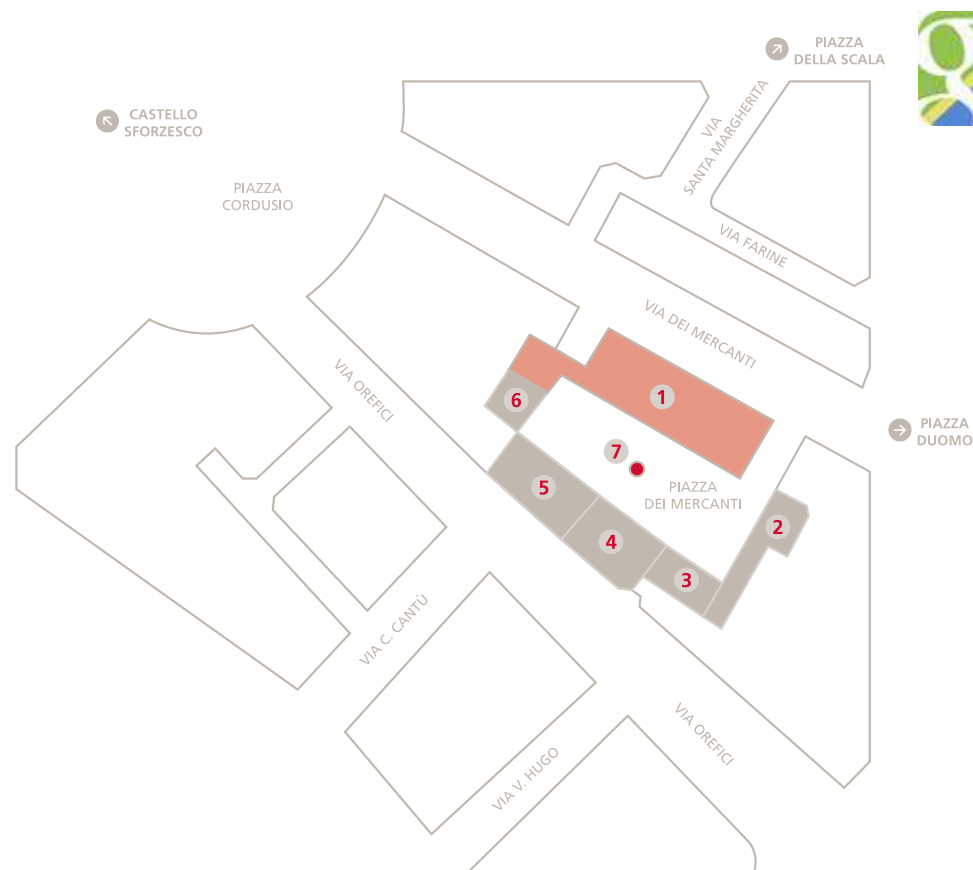 PIAZZA
DELLA SCALA
CASTELLO
SFORZESCO
VIA
SANTA MARGHERITA
PIAZZA
CORDUSIO
VIA FARINE
VIA DEI MERCANTI
VIA OREFICI
1
6
PIAZZA
DUOMO
7
5
PIAZZA
DEI MERCANTI
2
4
3
VIA C. CANTÙ
VIA OREFICI
VIA V. HUGO